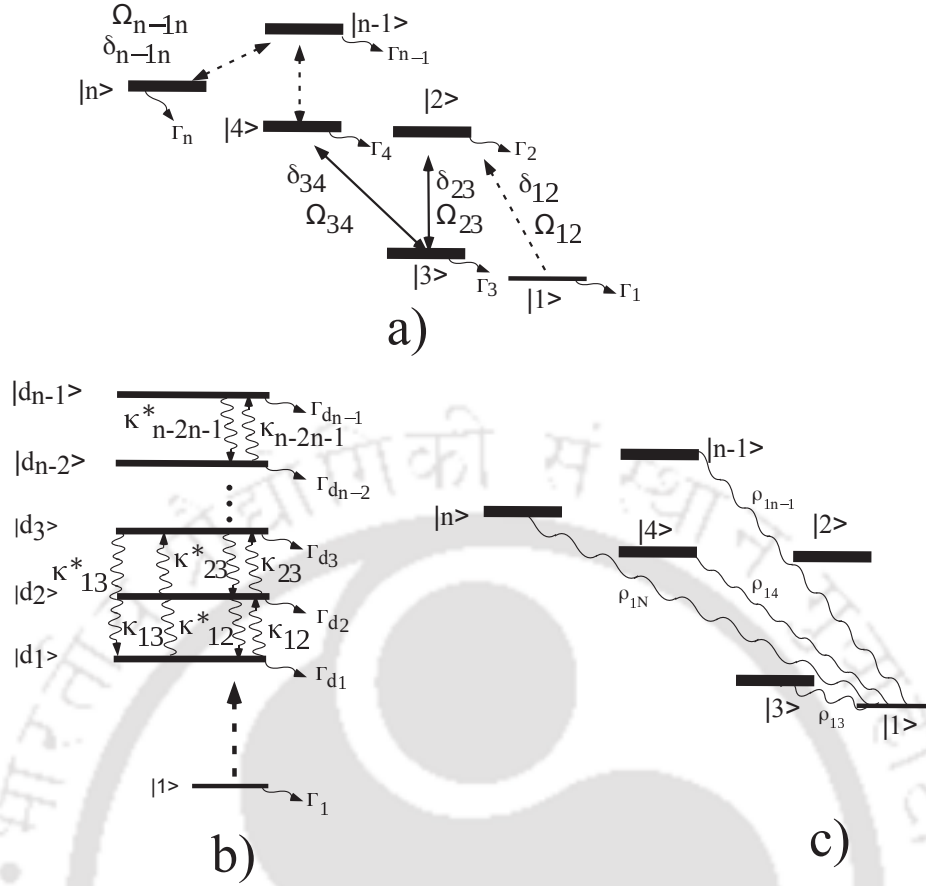 Ωn−1n
δn−1n
|n-1>
Γn−1
|n>
Γn
|4>
Γ4
|2>
Γ2
δ34
Ω34
δ23
Ω23
δ12
Ω12
|3>
Γ3
|1>
Γ1
a)
|dn-1>
κ*n-2n-1
κn-2n-1
Γdn−1
|dn-2>
Γdn−2
|d3>
κ*13
κ*23
κ23
Γd3
|d2>
κ13
κ*12
κ12
Γd2
|d1>
Γd1
|1>
Γ1
b)
|n-1>
ρ1n−1
|n>
|4>
|2>
ρ1N
ρ14
|3>
ρ13
|1>
c)